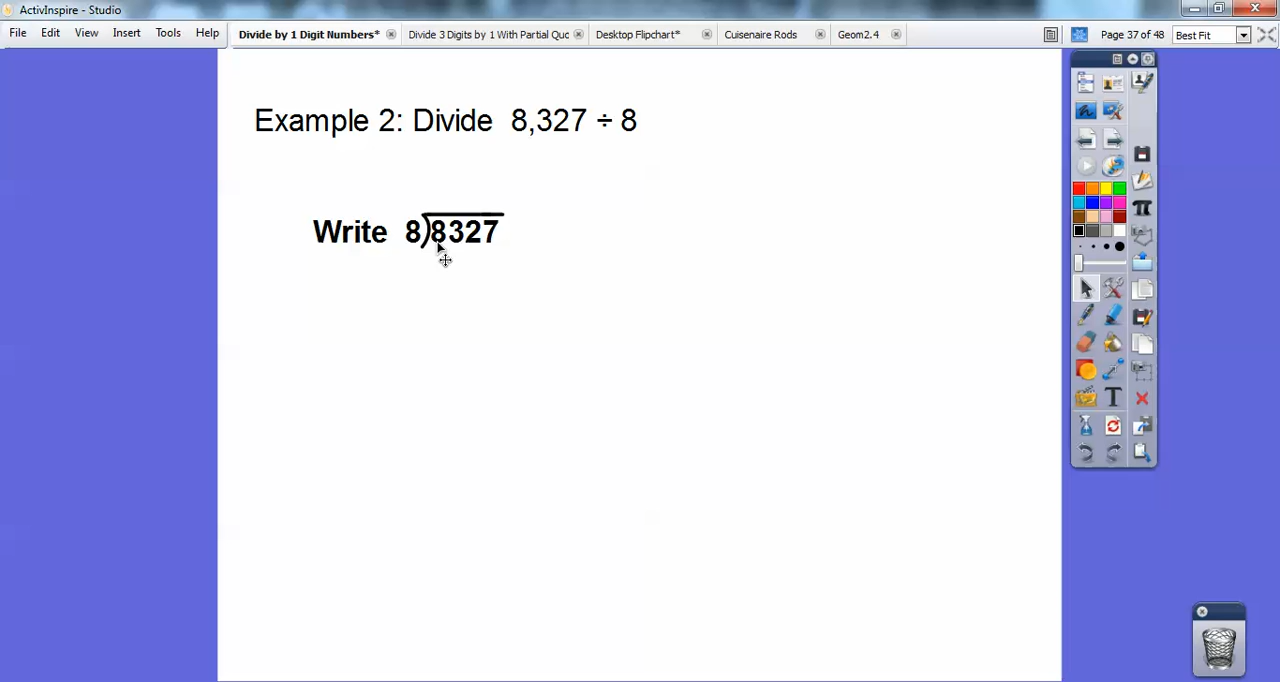 ActivInspire - Studio
File Edit View Insert Tools Help
Divide by 1 Digit Numbers* Divide 3 Digits by 1 With Partial Quc Desktop Flipchart* Cuisenaire Rods Geom2.4 Page 37 of 48 Best Fit
Example 2: Divide 8,327 ÷ 8
Write 8)8327